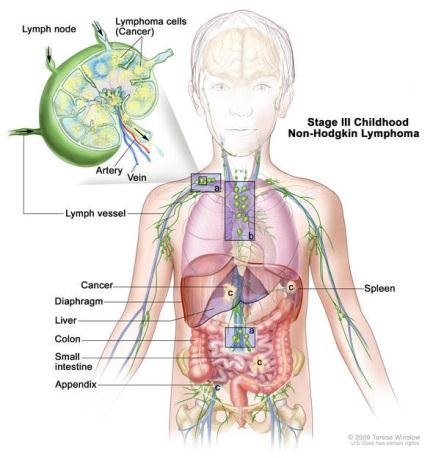 Lymph node
Lymphoma cells
(Cancer)
Stage III Childhood
Non-Hodgkin Lymphoma
Artery
Vein
a
b
Lymph vessel
Cancer
c
c
Spleen
Diaphragm
Liver
a
Colon
Small
intestine
c
Appendix
c
© 2009 Terese Winslow
U.S. Govt. has certain rights